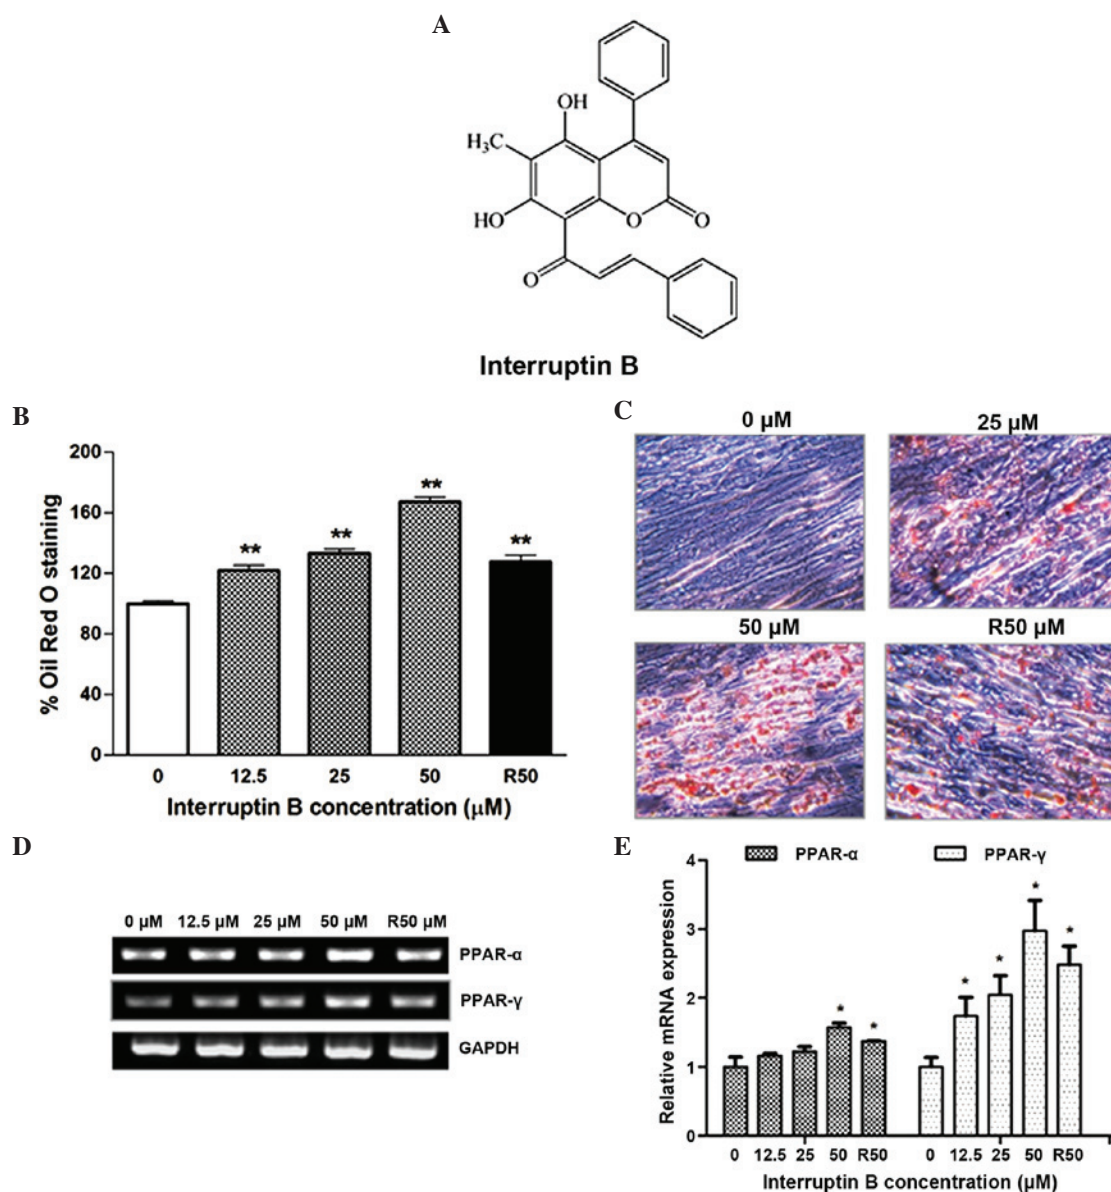 A
OH
H₃C
HO
O
O
O
Interruptin B
B
% Oil Red O staining
200
160
120
80
40
0
**
**
**
**
0 12.5 25 50 R50
Interruptin B concentration (μM)
C
0 μM 25 μM
50 μM R50 μM
D
0 μM 12.5 μM 25 μM 50 μM R50 μM
PPAR-α
PPAR-γ
GAPDH
E
PPAR-α PPAR-γ
Relative mRNA expression
4
3
2
1
0
* * * * * *
0 12.5 25 50 R50 0 12.5 25 50 R50
Interruptin B concentration (μM)